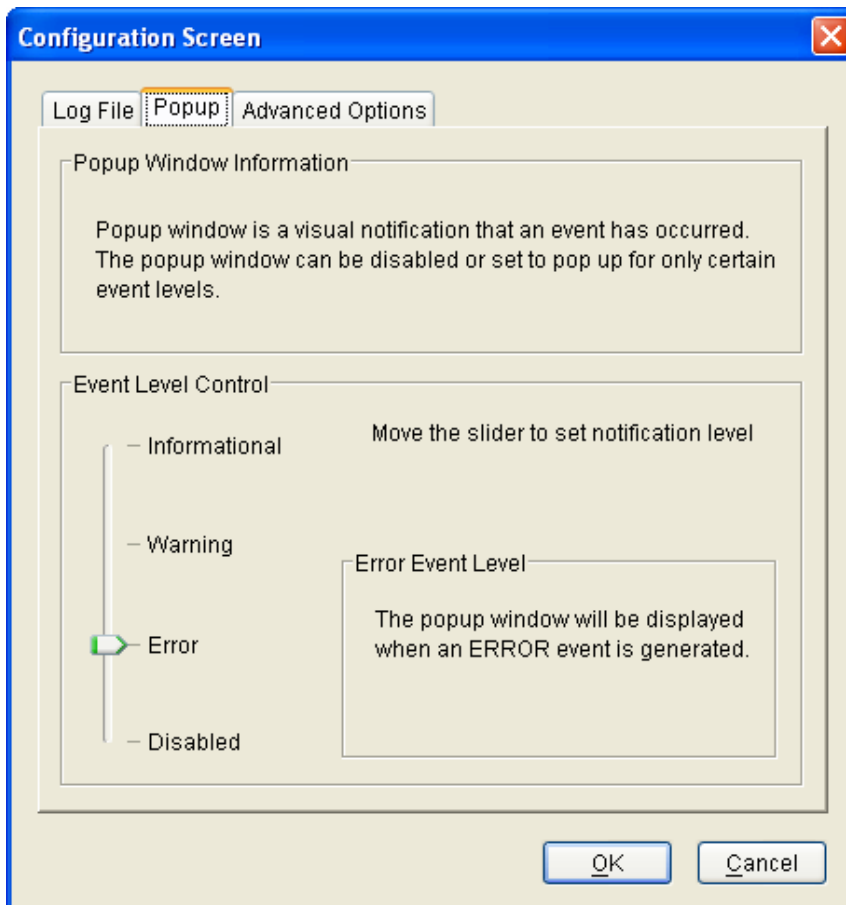 Configuration Screen
Log File
Popup
Advanced Options
Popup Window Information
Popup window is a visual notification that an event has occurred.
The popup window can be disabled or set to pop up for only certain
event levels.
Event Level Control
Informational
Move the slider to set notification level
Warning
Error Event Level
The popup window will be displayed
when an ERROR event is generated.
Error
Disabled
OK
Cancel